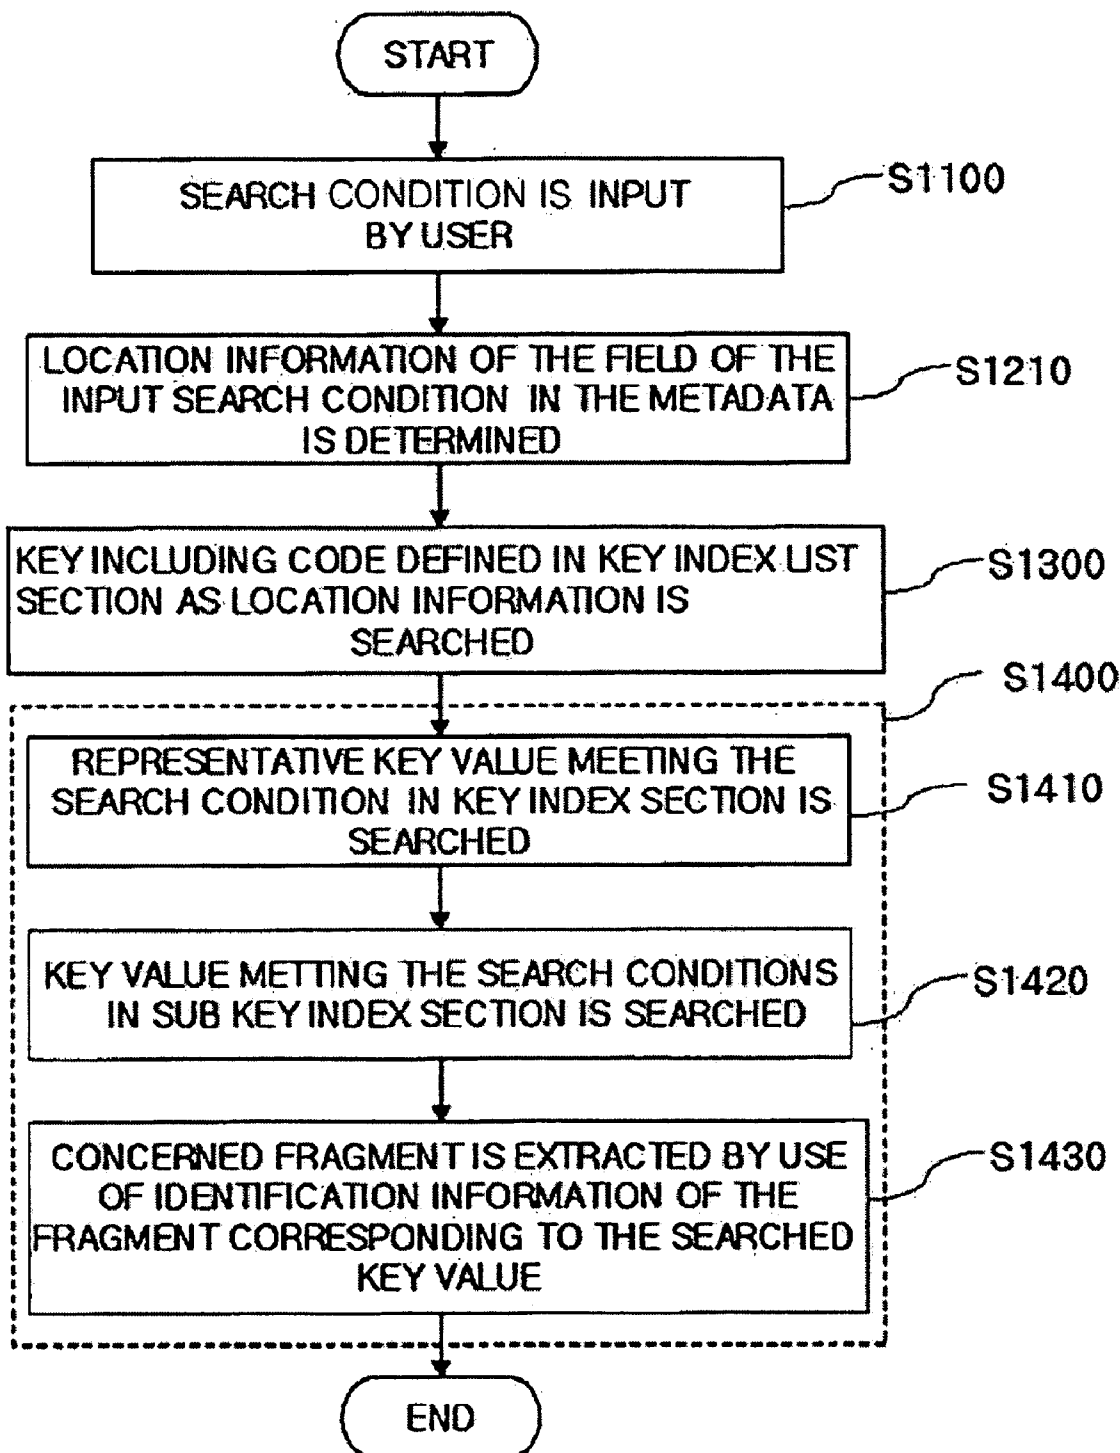 START
SEARCH CONDITION IS INPUT
BY USER
S1100
LOCATION INFORMATION OF THE FIELD OF THE
INPUT SEARCH CONDITION IN THE METADATA
IS DETERMINED
S1210
KEY INCLUDING CODE DEFINED IN KEY INDEX LIST
SECTION AS LOCATION INFORMATION IS
SEARCHED
S1300
S1400
REPRESENTATIVE KEY VALUE MEETING THE
SEARCH CONDITION IN KEY INDEX SECTION IS
SEARCHED
S1410
KEY VALUE METTING THE SEARCH CONDITIONS
IN SUB KEY INDEX SECTION IS SEARCHED
S1420
CONCERNED FRAGMENT IS EXTRACTED BY USE
OF IDENTIFICATION INFORMATION OF THE
FRAGMENT CORRESPONDING TO THE SEARCHED
KEY VALUE
S1430
END